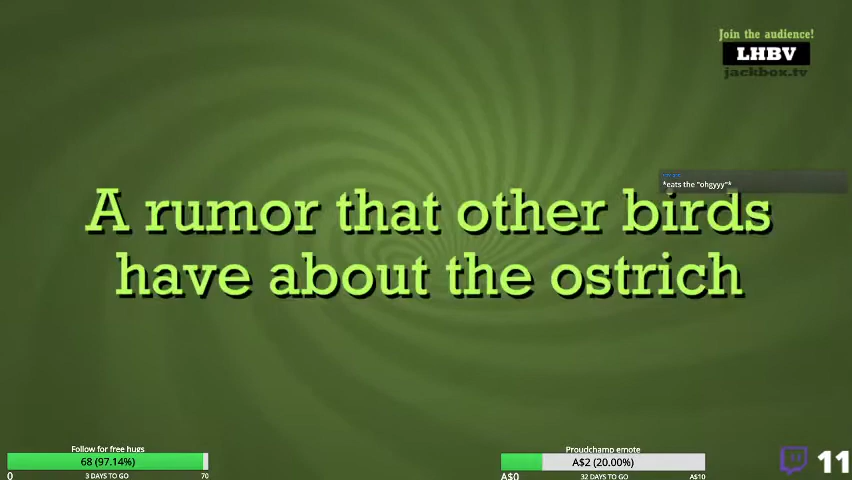 Join the audience!
LHBV
jackbox.tv
*eats the "ohgyyy"*
A rumor that other birds
have about the ostrich
Follow for free hugs
68 (97.14%)
0 3 DAYS TO GO 70
Proudchamp emote
A$2 (20.00%)
A$0 32 DAYS TO GO A$10
11